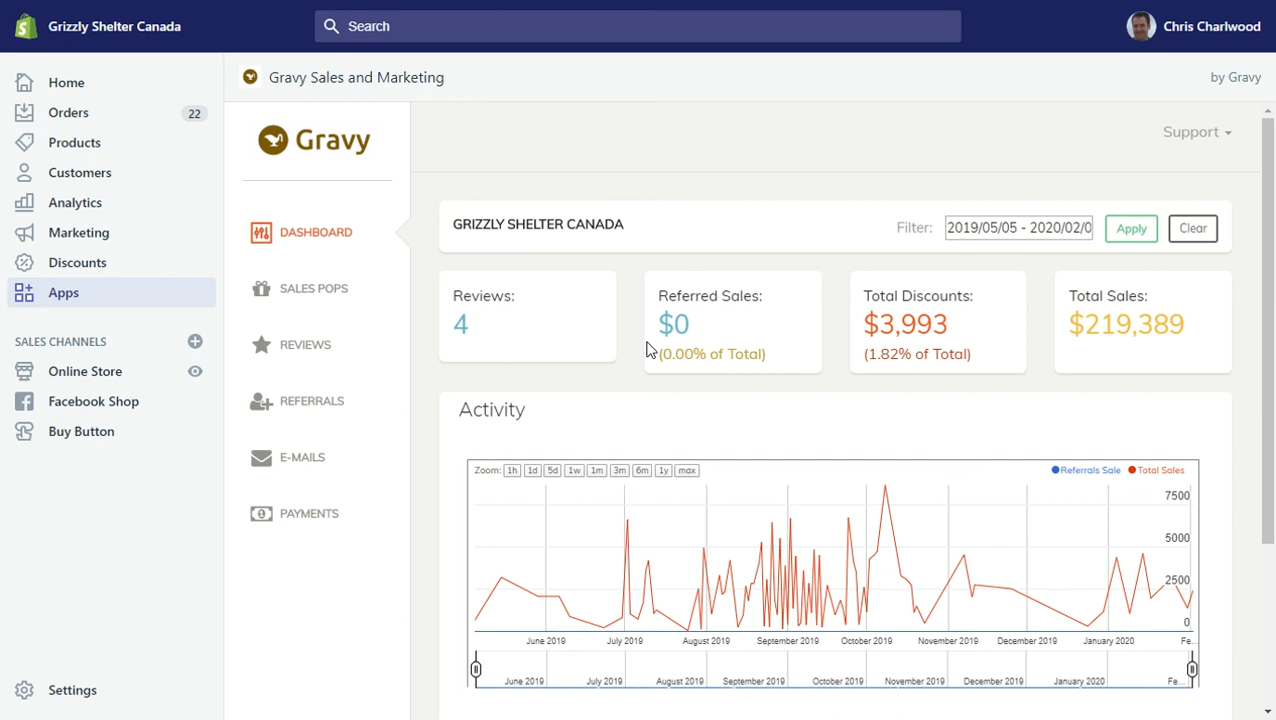 Grizzly Shelter Canada
Search
Chris Charlwood
Home
Orders 22
Products
Customers
Analytics
Marketing
Discounts
Apps
SALES CHANNELS
Online Store
Facebook Shop
Buy Button
Settings
Gravy Sales and Marketing by Gravy
Gravy
DASHBOARD
SALES POPS
REVIEWS
REFERRALS
E-MAILS
PAYMENTS
Support
GRIZZLY SHELTER CANADA Filter: 2019/05/05 - 2020/02/0 Apply Clear
Reviews:
4
Referred Sales:
$0
(0.00% of Total)
Total Discounts:
$3,993
(1.82% of Total)
Total Sales:
$219,389
Activity
Zoom: 1h 1d 5d 1w 1m 3m 6m 1y max Referrals Sale Total Sales
7500
5000
2500
0
June 2019 July 2019 August 2019 September 2019 October 2019 November 2019 December 2019 January 2020 Fe...
June 2019 July 2019 August 2019 September 2019 October 2019 November 2019 December 2019 January 2020 Fe...